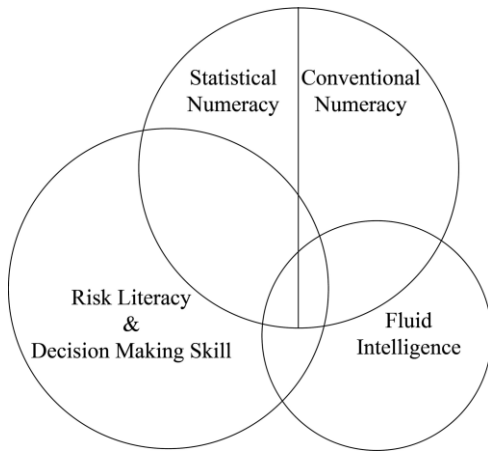 Statistical
Numeracy
Conventional
Numeracy
Risk Literacy
&
Decision Making Skill
Fluid
Intelligence